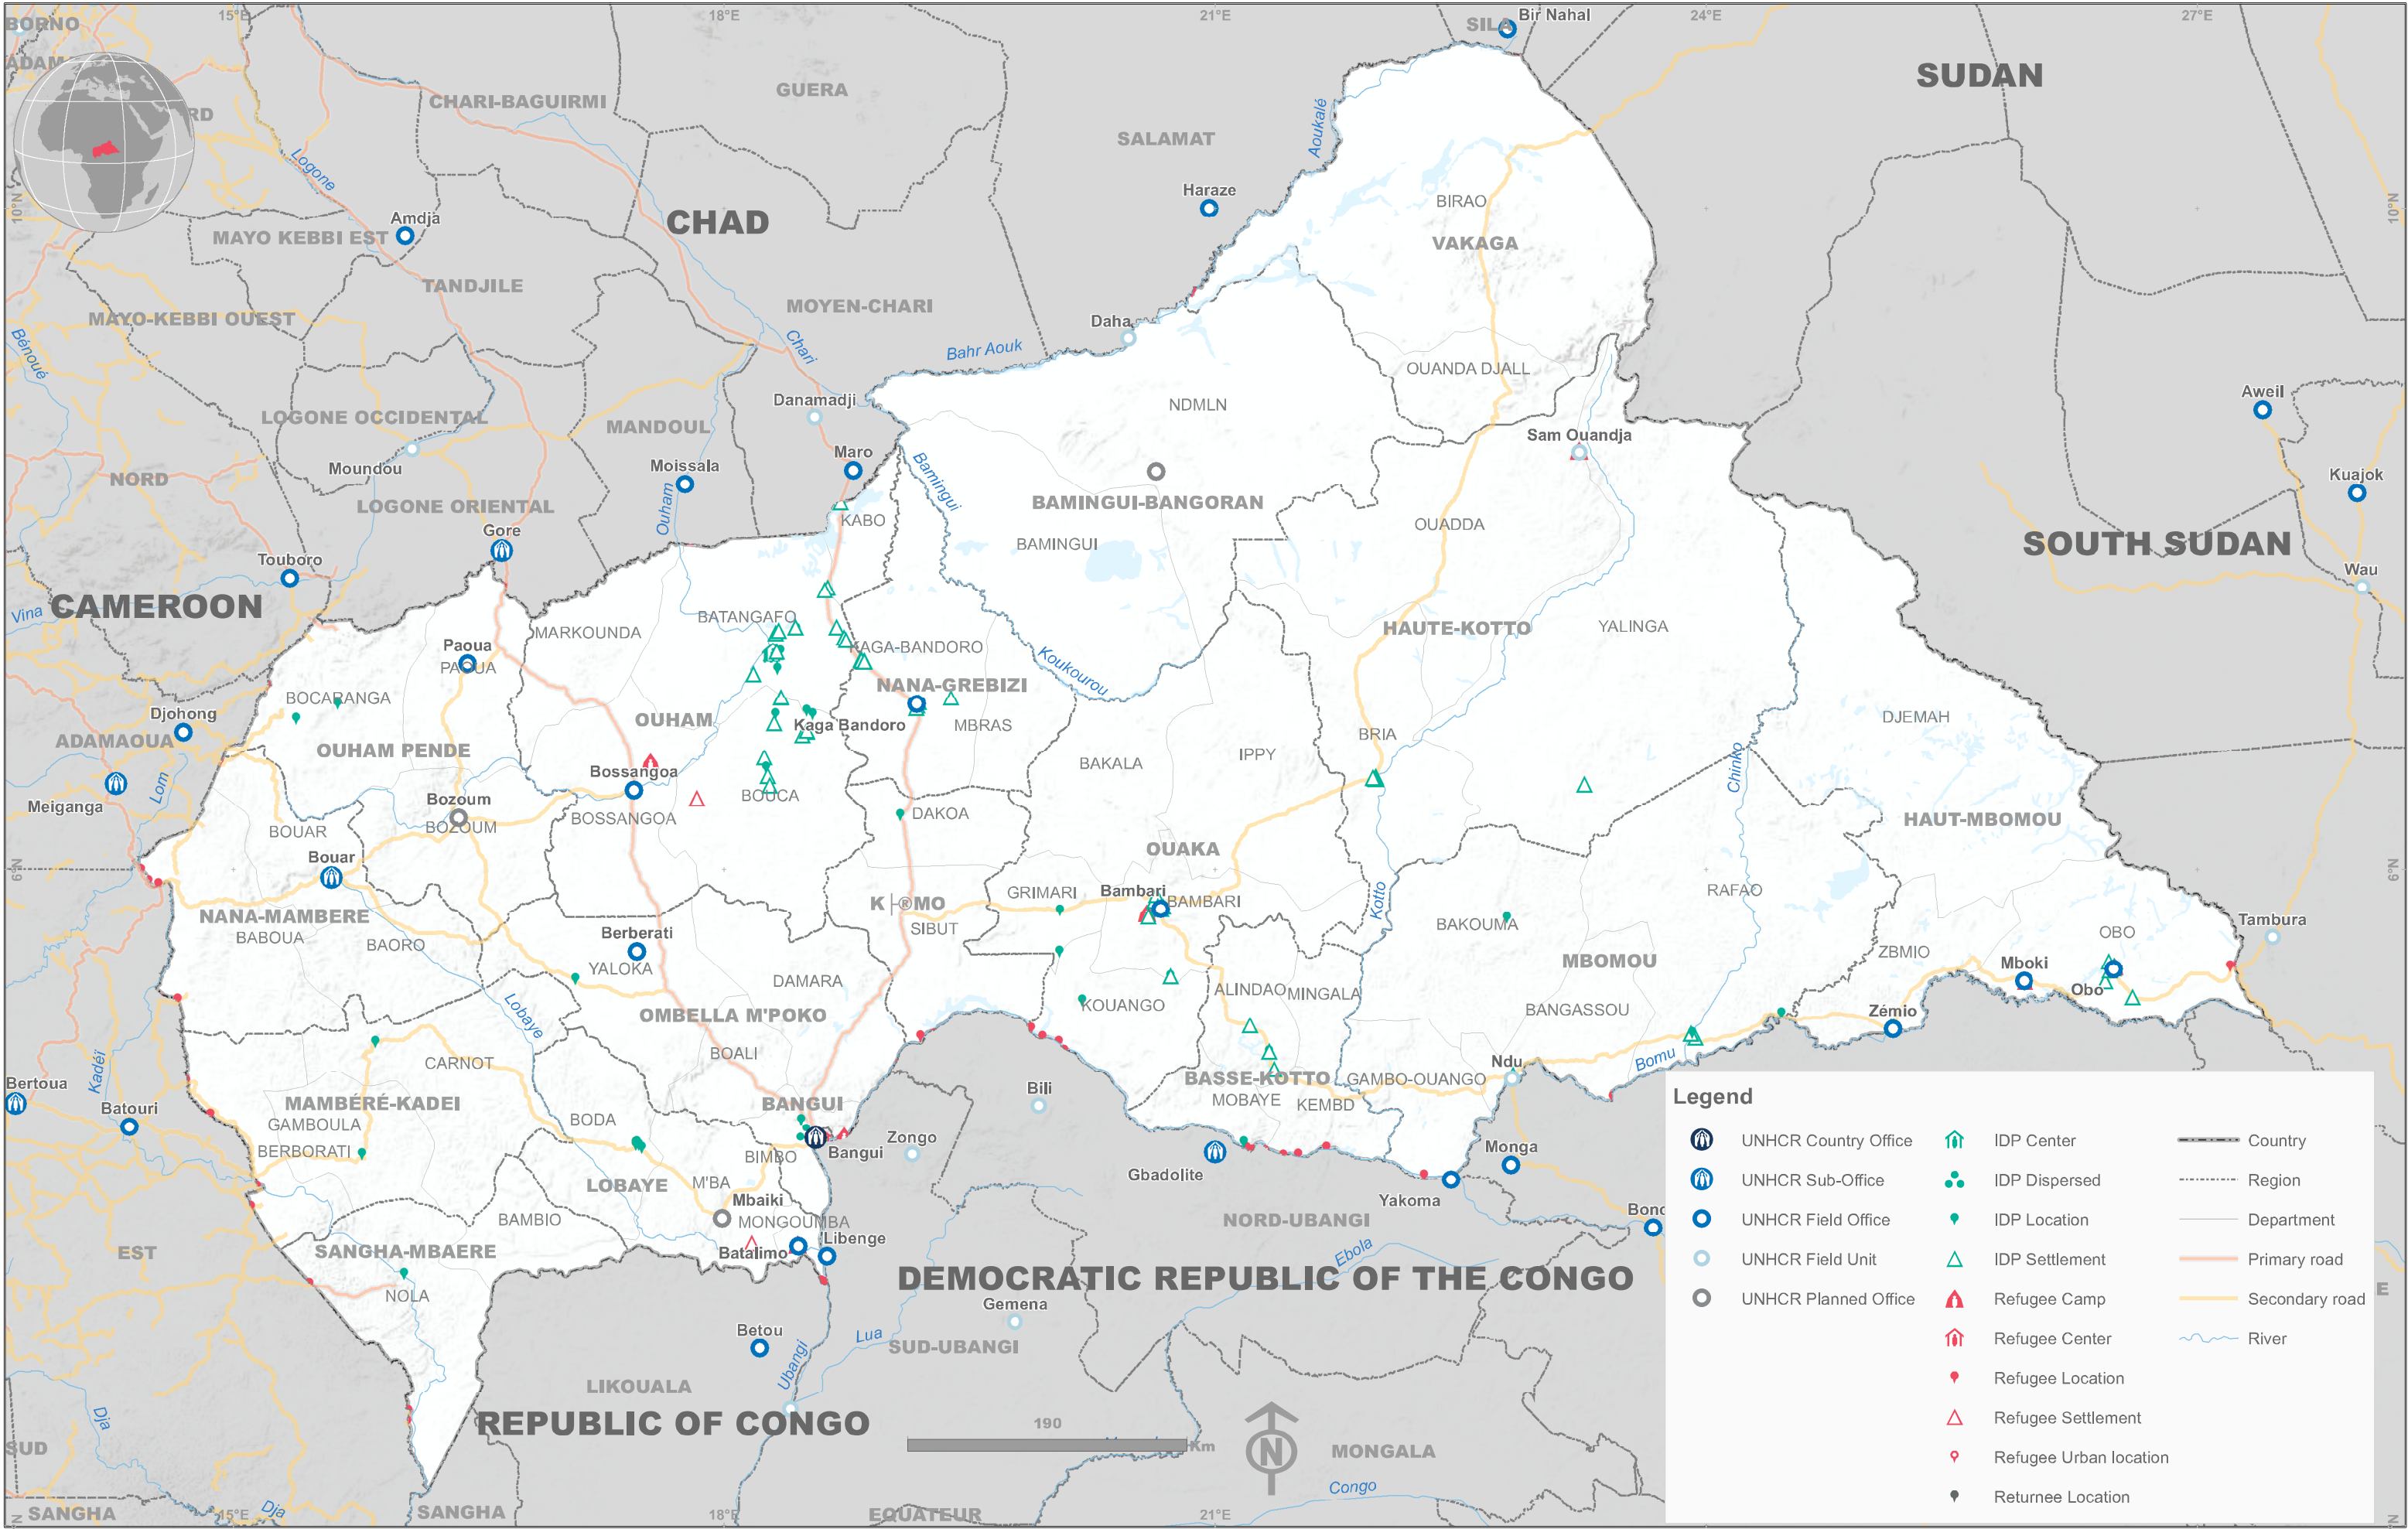 15°E
18°E
21°E
24°E
27°E
BORNO
SILA
Bir Nahal
SUDAN
GUERA
CHARI-BAGUIRMI
Aoukalé
SALAMAT
Logone
Haraze
10°N
10°N
BIRAO
Amdja
CHAD
MAYO KEBBI EST
VAKAGA
TANDJILE
MOYEN-CHARI
MAYO-KEBBI OUEST
Daha
Bénoué
Chari
Bahr Aouk
OUANDA DJALL
Aweil
Danamadji
NDMLN
LOGONE OCCIDENTAL
MANDOUL
Sam Ouandja
Moundou
Moissala
Maro
Bamingui
NORD
Kuajok
LOGONE ORIENTAL
BAMINGUI-BANGORAN
Ouham
KABO
OUADDA
Gore
BAMINGUI
SOUTH SUDAN
Touboro
Wau
CAMEROON
Vina
BATANGAFO
MARKOUNDA
HAUTE-KOTTO
YALINGA
Paoua
PAOUA
KAGA-BANDORO
Koukourou
NANA-GREBIZI
BOCARANGA
Djohong
OUHAM
Kaga Bandoro
MBRAS
DJEMAH
ADAMAOUA
OUHAM PENDE
BRIA
IPPY
BAKALA
Chinko
Bossangoa
Lom
Meiganga
Bozoum
BOUCA
BOZOUM
BOSSANGOA
DAKOA
HAUT-MBOMOU
BOUAR
OUAKA
Bouar
6°N
6°N
GRIMARI
Bambari
RAFAO
Kotto
BAMBARI
K
MO
NANA-MAMBERE
Tambura
BAKOUMA
SIBUT
Berberati
OBO
BABOUA
BAORO
ZBMIO
YALOKA
MBOMOU
Mboki
DAMARA
ALINDAO
MINGALA
Obo
KOUANGO
Lobaye
OMBELLA M'POKO
BANGASSOU
Zémio
BOALI
CARNOT
Bomu
Ndu
Kadéï
Bertoua
Bili
BASSE-KOTTO
GAMBO-OUANGO
MOBAYE
KEMBD
Batouri
MAMBÉRÉ-KADEI
BANGUI
GAMBOULA
BODA
BERBORATI
Zongo
Bangui
Monga
BIMBO
Gbadolite
LOBAYE
M'BA
Mbaiki
Yakoma
BAMBIO
MONGOUMBA
NORD-UBANGI
EST
SANGHA-MBAERE
Batalimo
Libenge
Ebola
DEMOCRATIC REPUBLIC OF THE CONGO
NOLA
Gemena
Betou
Lua
SUD-UBANGI
Ubangi
LIKOUALA
REPUBLIC OF CONGO
Dja
190
Km
N
SUD
MONGALA
Congo
SANGHA
Dja
SANGHA
EQUATEUR
15°E
18°E
21°E
Legend
UNHCR Country Office
UNHCR Sub-Office
UNHCR Field Office
UNHCR Field Unit
UNHCR Planned Office
IDP Center
IDP Dispersed
IDP Location
IDP Settlement
Refugee Camp
Refugee Center
Refugee Location
Refugee Settlement
Refugee Urban location
Returnee Location
Country
Region
Department
Primary road
Secondary road
River